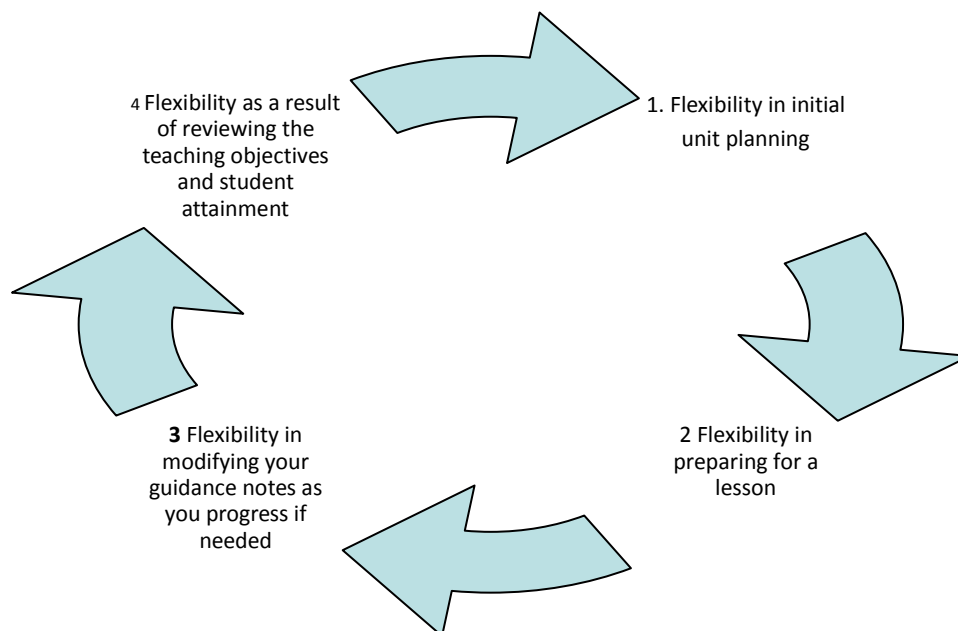 1. Flexibility in initial
unit planning
2 Flexibility in
preparing for a
lesson
3 Flexibility in
modifying your
guidance notes as
you progress if
needed
4 Flexibility as a result
of reviewing the
teaching objectives
and student
attainment